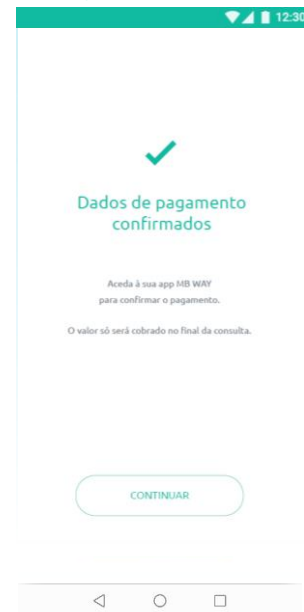 12:30
Dados de pagamento
confirmados
Aceda à sua app MB WAY
para confirmar o pagamento.
O valor só será cobrado no final da consulta.
CONTINUAR